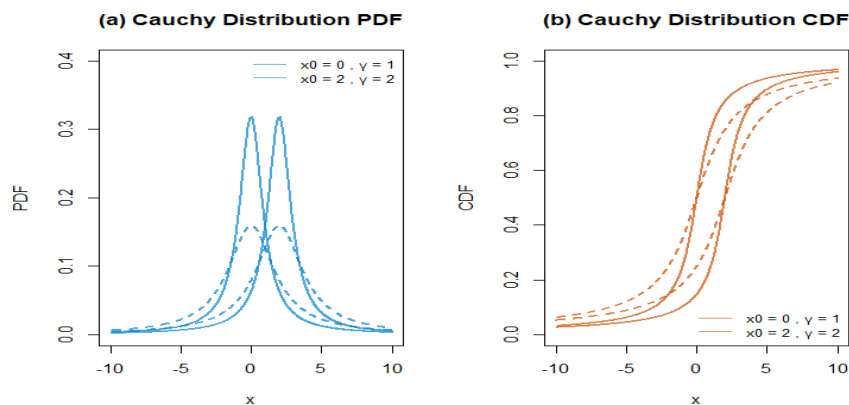 (a) Cauchy Distribution PDF
x0 = 0 , γ = 1
x0 = 2 , γ = 2
PDF
0.0
0.1
0.2
0.3
0.4
-10
-5
0
5
10
x
(b) Cauchy Distribution CDF
x0 = 0 , γ = 1
x0 = 2 , γ = 2
CDF
0.0
0.2
0.4
0.6
0.8
1.0
-10
-5
0
5
10
x